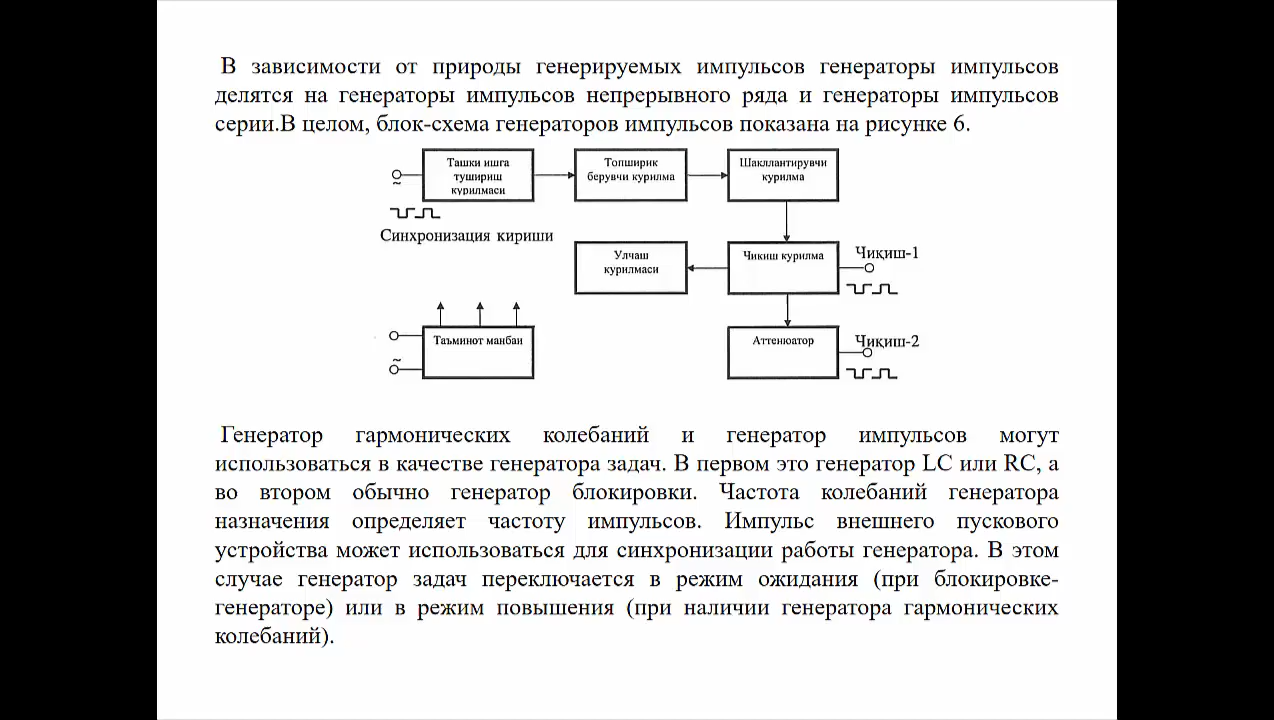 В зависимости от природы генерируемых импульсов генераторы импульсов
делятся на генераторы импульсов непрерывного ряда и генераторы импульсов
серии.В целом, блок-схема генераторов импульсов показана на рисунке 6.
Ташки ишга
тушириш
курилмаси
Топширик
берувчи курилма
Шакллантирувчи
курилма
~
Синхронизация кириши
Улчаш
курилмаси
Чикиш курилма
Чиқиш-1
~
Таъминот манбаи
Аттенюатор
Чиқиш-2
Генератор гармонических колебаний и генератор импульсов могут
использоваться в качестве генератора задач. В первом это генератор LC или RC, а
во втором обычно генератор блокировки. Частота колебаний генератора
назначения определяет частоту импульсов. Импульс внешнего пускового
устройства может использоваться для синхронизации работы генератора. В этом
случае генератор задач переключается в режим ожидания (при блокировке-
генераторе) или в режим повышения (при наличии генератора гармонических
колебаний).